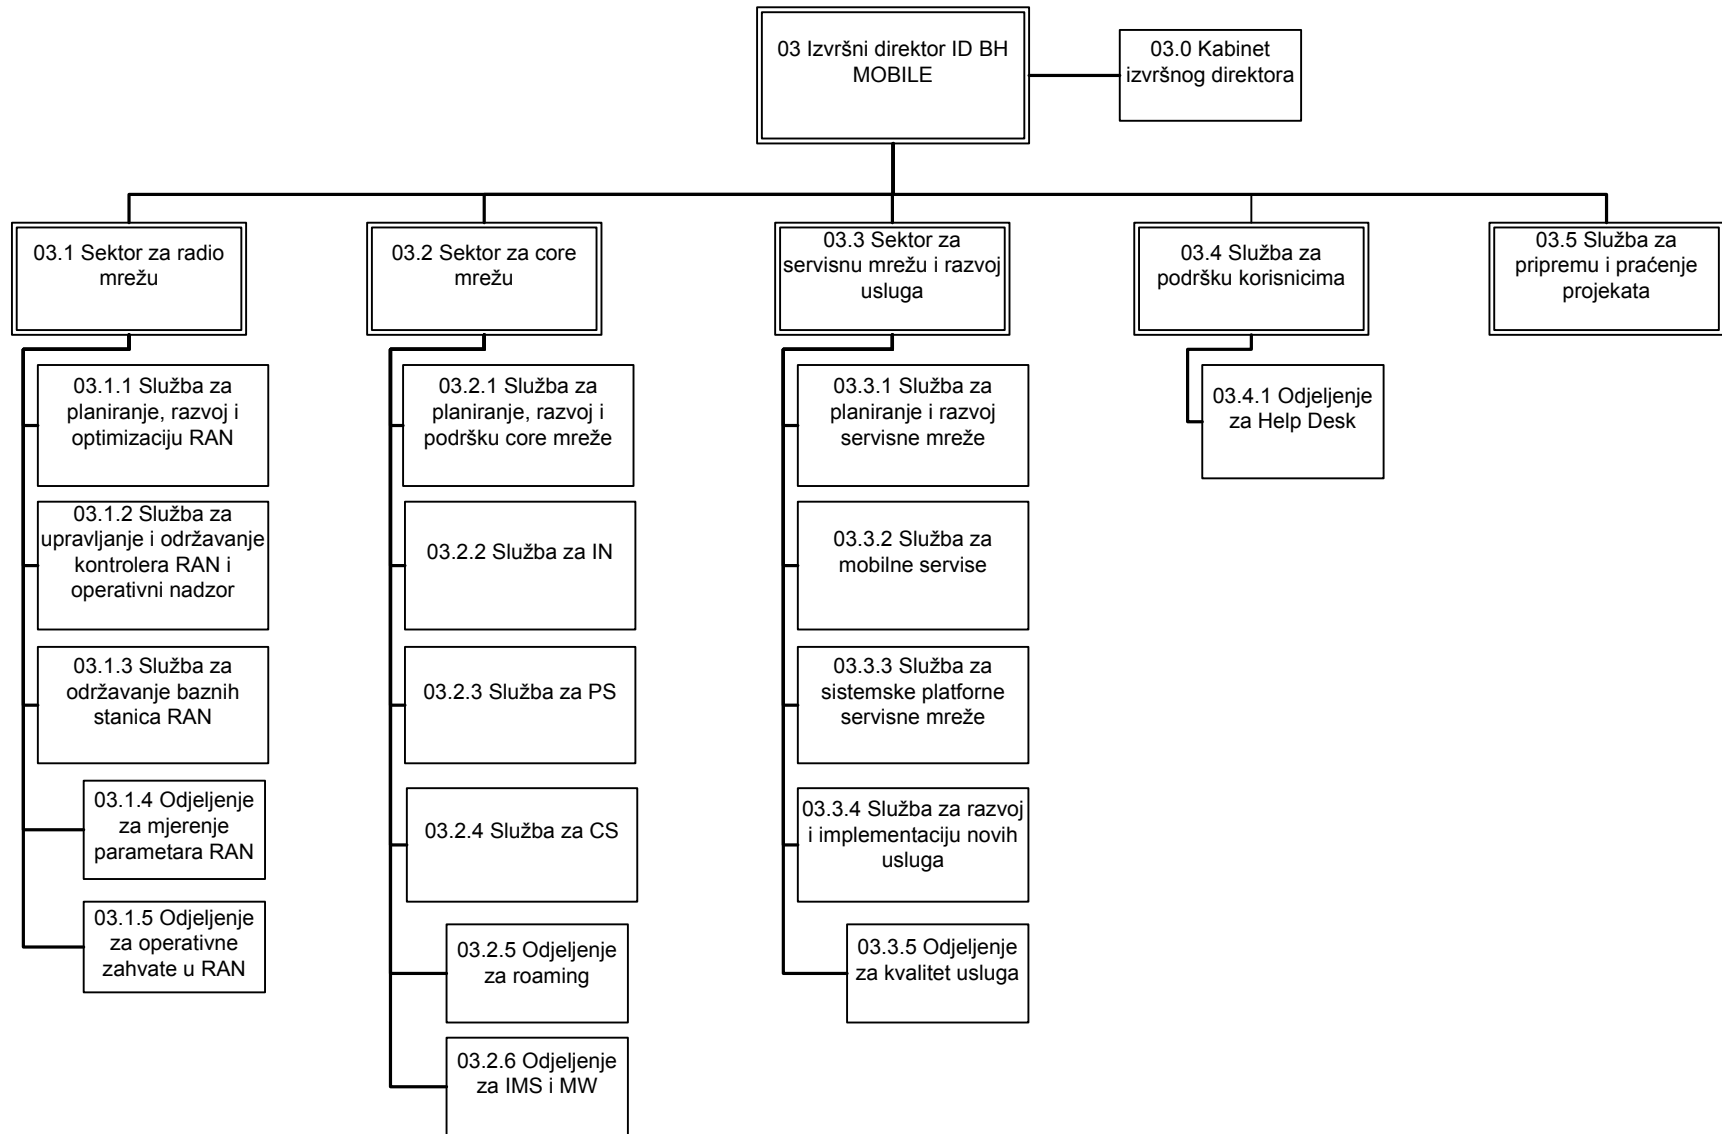 03 Izvršni direktor ID BH
MOBILE
03.0 Kabinet
izvršnog direktora
03.1 Sektor za radio
mrežu
03.2 Sektor za core
mrežu
03.3 Sektor za
servisnu mrežu i razvoj
usluga
03.4 Služba za
podršku korisnicima
03.5 Služba za
pripremu i praćenje
projekata
03.1.1 Služba za
planiranje, razvoj i
optimizaciju RAN
03.1.2 Služba za
upravljanje i održavanje
kontrolera RAN i
operativni nadzor
03.1.3 Služba za
održavanje baznih
stanica RAN
03.1.4 Odjeljenje
za mjerenje
parametara RAN
03.1.5 Odjeljenje
za operativne
zahvate u RAN
03.2.1 Služba za
planiranje, razvoj i
podršku core mreže
03.2.2 Služba za IN
03.2.3 Služba za PS
03.2.4 Služba za CS
03.2.5 Odjeljenje
za roaming
03.2.6 Odjeljenje
za IMS i MW
03.3.1 Služba za
planiranje i razvoj
servisne mreže
03.3.2 Služba za
mobilne servise
03.3.3 Služba za
sistemske platforne
servisne mreže
03.3.4 Služba za razvoj
i implementaciju novih
usluga
03.3.5 Odjeljenje
za kvalitet usluga
03.4.1 Odjeljenje
za Help Desk